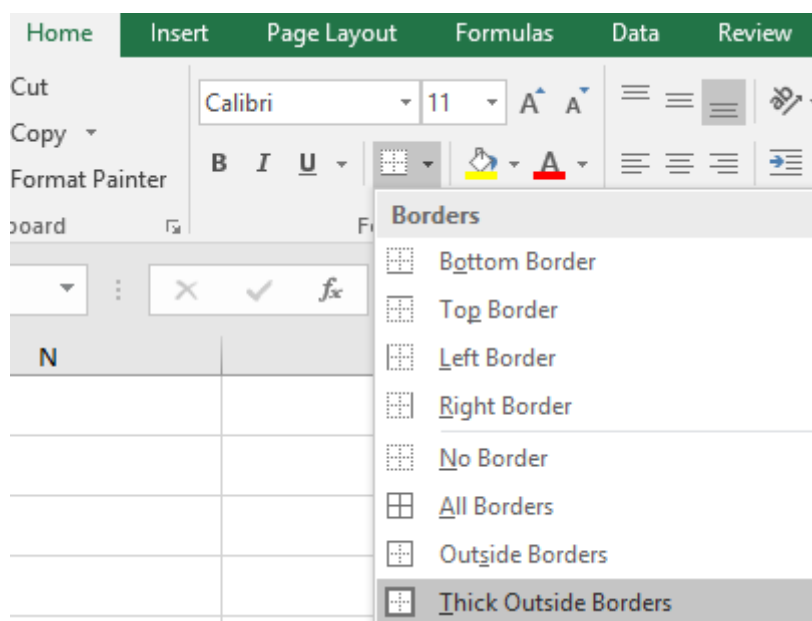 Home Insert Page Layout Formulas Data Review
Cut
Calibri 11 A A
Copy
B I U A
Format Painter
Borders
Bottom Border
fx
Top Border
N
Left Border
Right Border
No Border
All Borders
Outside Borders
Thick Outside Borders